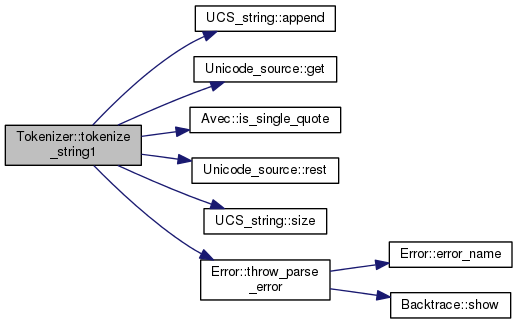 Tokenizer::tokenize
_string1
UCS_string::append
Unicode_source::get
Avec::is_single_quote
Unicode_source::rest
UCS_string::size
Error::throw_parse
_error
Error::error_name
Backtrace::show